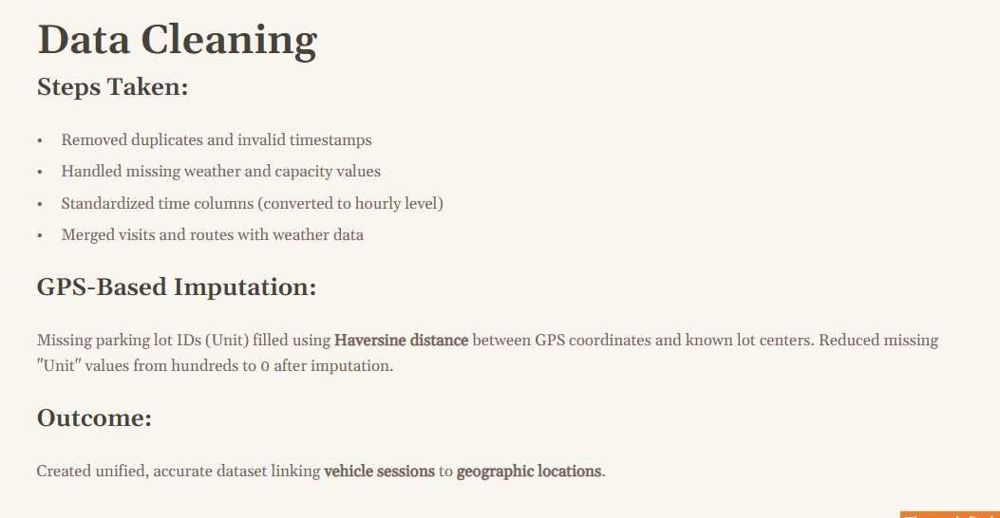 Data Cleaning
Steps Taken:
• Removed duplicates and invalid timestamps
• Handled missing weather and capacity values
• Standardized time columns (converted to hourly level)
• Merged visits and routes with weather data
GPS-Based Imputation:
Missing parking lot IDs (Unit) filled using Haversine distance between GPS coordinates and known lot centers. Reduced missing
"Unit" values from hundreds to 0 after imputation.
Outcome:
Created unified, accurate dataset linking vehicle sessions to geographic locations.